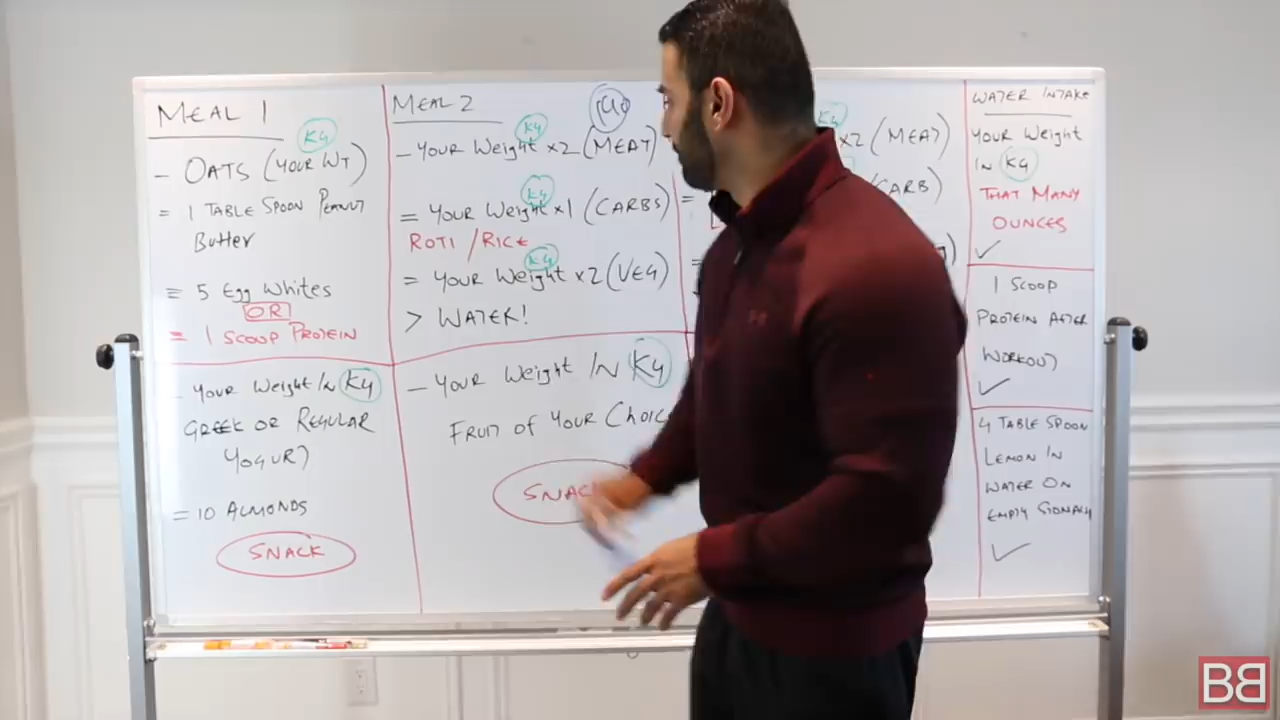 MEAL 1
KG
- OATS (YOUR WT)
= 1 TABLE SPOON PEANUT
BUTTER
= 5 Egg Whites
OR
= 1 SCOOP PROTEIN
- YOUR Weight IN KG
GREEK OR REGULAR
YOGURT
= 10 ALMONDS
SNACK
MEAL 2
KG
- YOUR Weight x2 (MEAT)
KG
= YOUR Weight x1 (CARBS)
ROTI / RICE
KG
= YOUR Weight x2 (VEG)
> WATER!
- YOUR Weight IN KG
FRUIT OF YOUR CHOIC
SNAC
KG
x2 (MEAT)
=
/CARB)
=
WATER INTAKE
YOUR Weight
IN KG
THAT MANY
OUNCES
✓
1 SCOOP
PROTEIN AFTER
WORKOUT
✓
4 TABLE SPOON
LEMON IN
WATER ON
EMPTY STOMACH
✓
BB